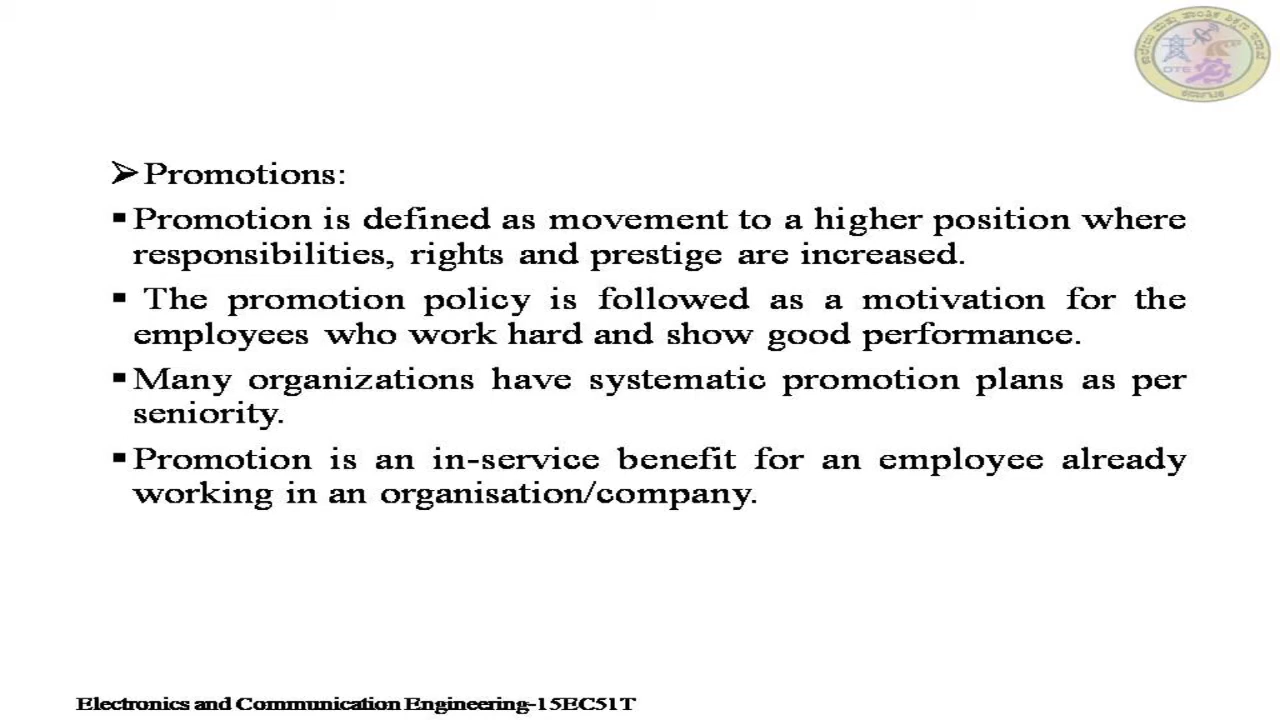 DTE
➢Promotions:
▪Promotion is defined as movement to a higher position where
responsibilities, rights and prestige are increased.
▪ The promotion policy is followed as a motivation for the
employees who work hard and show good performance.
▪Many organizations have systematic promotion plans as per
seniority.
▪Promotion is an in-service benefit for an employee already
working in an organisation/company.
Electronics and Communication Engineering-15EC51T